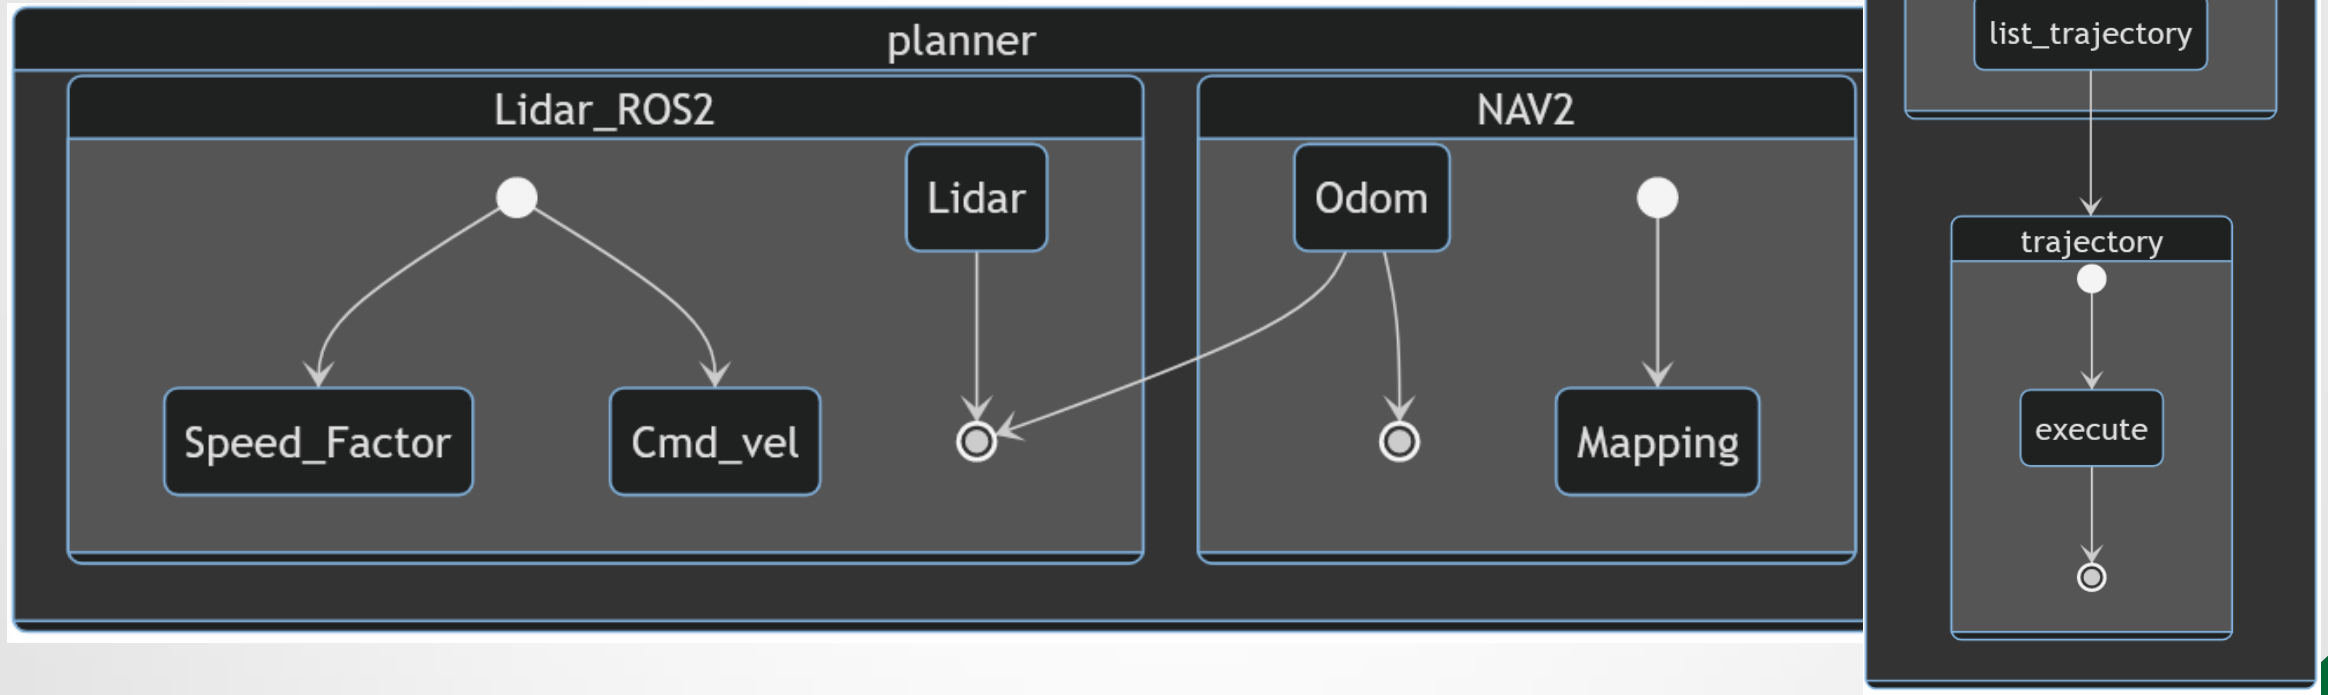 planner
Lidar_ROS2
NAV2
Lidar
Odom
Speed_Factor
Cmd_vel
Mapping
list_trajectory
trajectory
execute